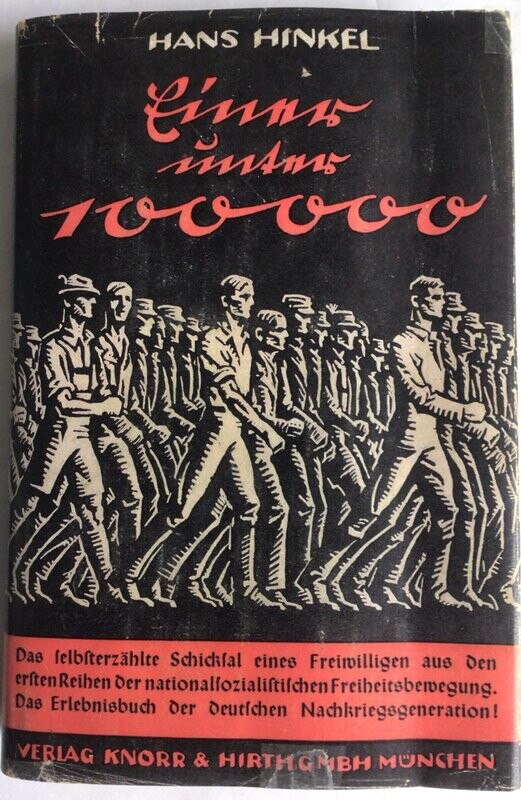 HANS HINKEL
Einer
unter
100000
Das selbsterzählte Schicksal eines Freiwilligen aus den
ersten Reihen der nationalsozialistischen Freiheitsbewegung.
Das Erlebnisbuch der deutschen Nachkriegsgeneration!
VERLAG KNORR & HIRTH GMBH MÜNCHEN